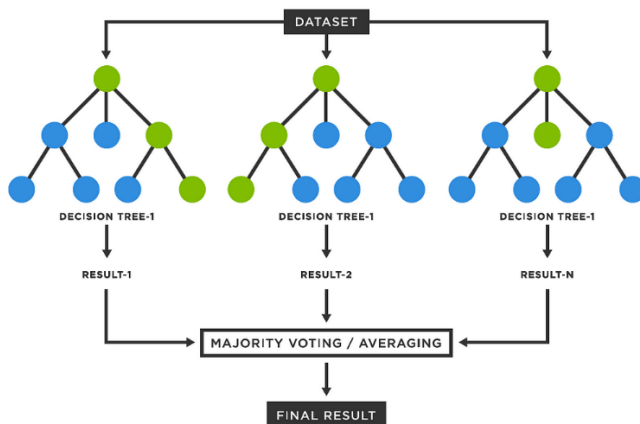 DATASET
DECISION TREE-1
DECISION TREE-1
DECISION TREE-1
RESULT-1
RESULT-2
RESULT-N
MAJORITY VOTING / AVERAGING
FINAL RESULT